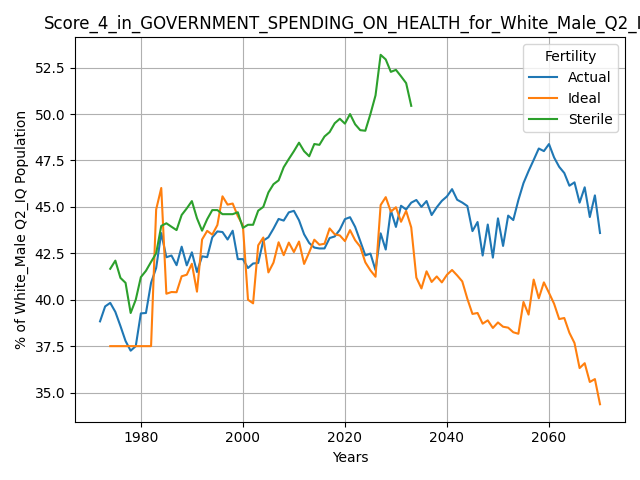 Score_4_in_GOVERNMENT_SPENDING_ON_HEALTH_for_White_Male_Q2_I
Fertility
Actual
Ideal
Sterile
52.5
50.0
47.5
45.0
42.5
40.0
37.5
35.0
% of White_Male Q2_IQ Population
1980
2000
2020
2040
2060
Years